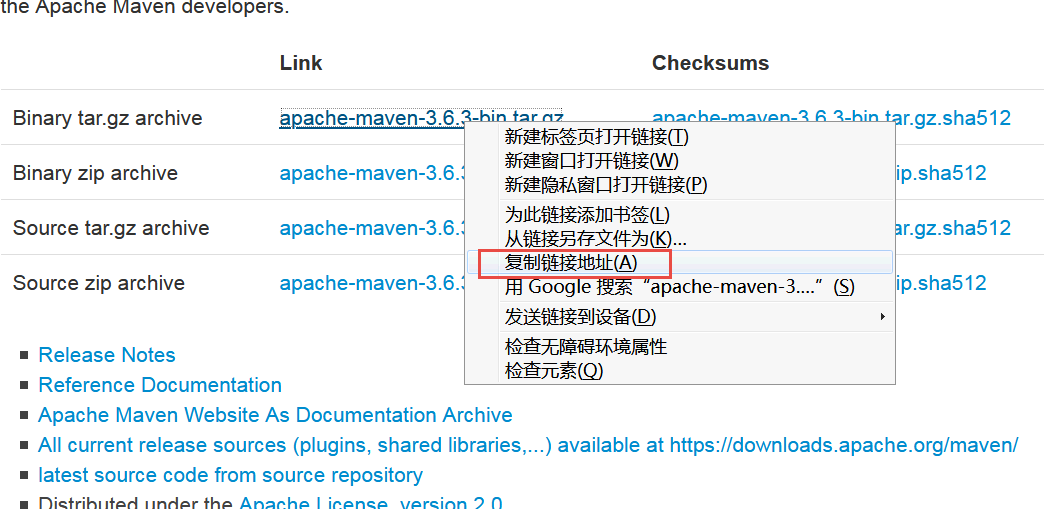 the Apache Maven developers.
Link Checksums
Binary tar.gz archive apache-maven-3.6.3-bin.tar.gz apache-maven-3.6.3-bin.tar.gz.sha512
新建标签页打开链接(T)
新建窗口打开链接(W)
Binary zip archive apache-maven-3.6. ip.sha512
新建隐私窗口打开链接(P)
为此链接添加书签(L)
Source tar.gz archive apache-maven-3.6. ar.gz.sha512
从链接另存文件为(K)...
复制链接地址(A)
Source zip archive apache-maven-3.6. ip.sha512
用 Google 搜索“apache-maven-3....”(S)
发送链接到设备(D)
检查无障碍环境属性
检查元素(Q)
Release Notes
Reference Documentation
Apache Maven Website As Documentation Archive
All current release sources (plugins, shared libraries,...) available at https://downloads.apache.org/maven/
latest source code from source repository
Distributed under the Apache License, version 2.0